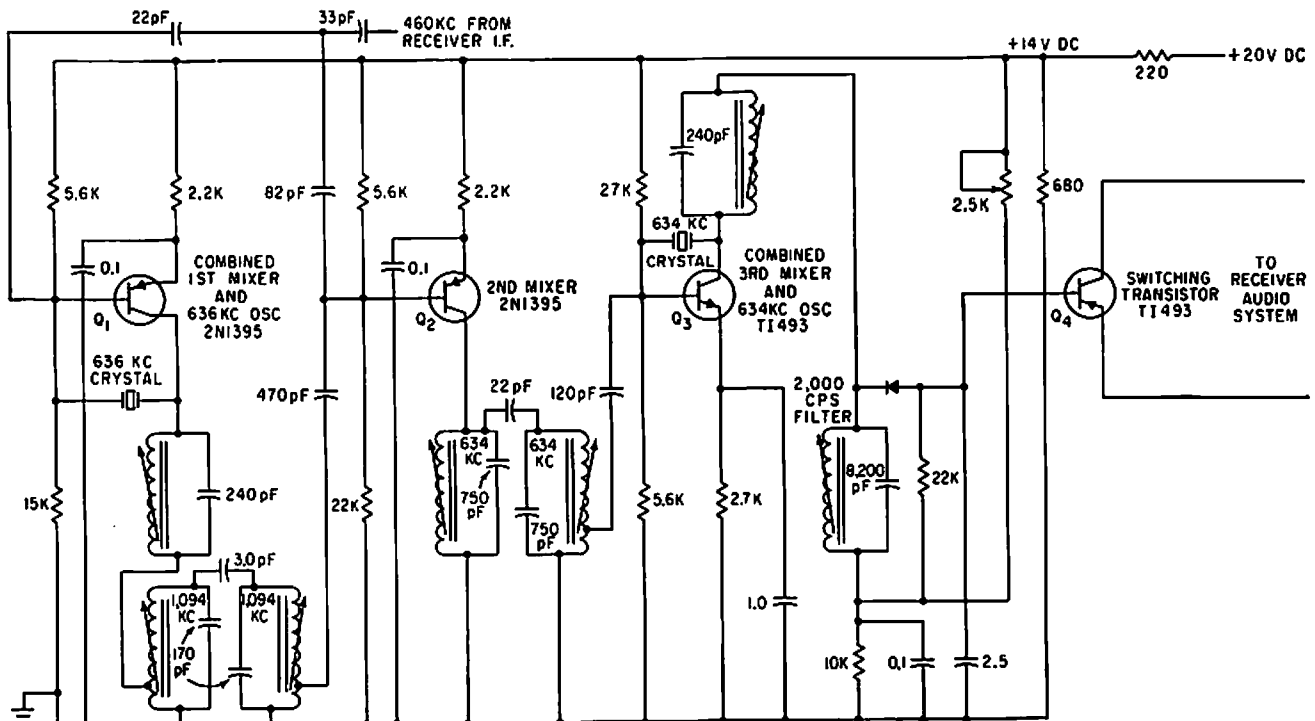 22pF
33pF
460KC FROM
RECEIVER I.F.
+14V DC
220
+20V DC
5.6K
2.2K
82pF
5.6K
2.2K
27K
240pF
2.5K
680
0.1
COMBINED
1ST MIXER
AND
636KC OSC
2N1395
Q1
0.1
2ND MIXER
2N1395
Q2
634 KC
CRYSTAL
COMBINED
3RD MIXER
AND
634KC OSC
TI493
Q3
SWITCHING
TRANSISTOR
TI493
Q4
TO
RECEIVER
AUDIO
SYSTEM
636 KC
CRYSTAL
470pF
22pF
120pF
2,000
CPS
FILTER
15K
240pF
22K
634
KC
750
pF
634
KC
750
pF
5.6K
2.7K
8,200
pF
22K
3.0pF
1,094
KC
170
pF
1,094
KC
1.0
10K
0.1
2.5